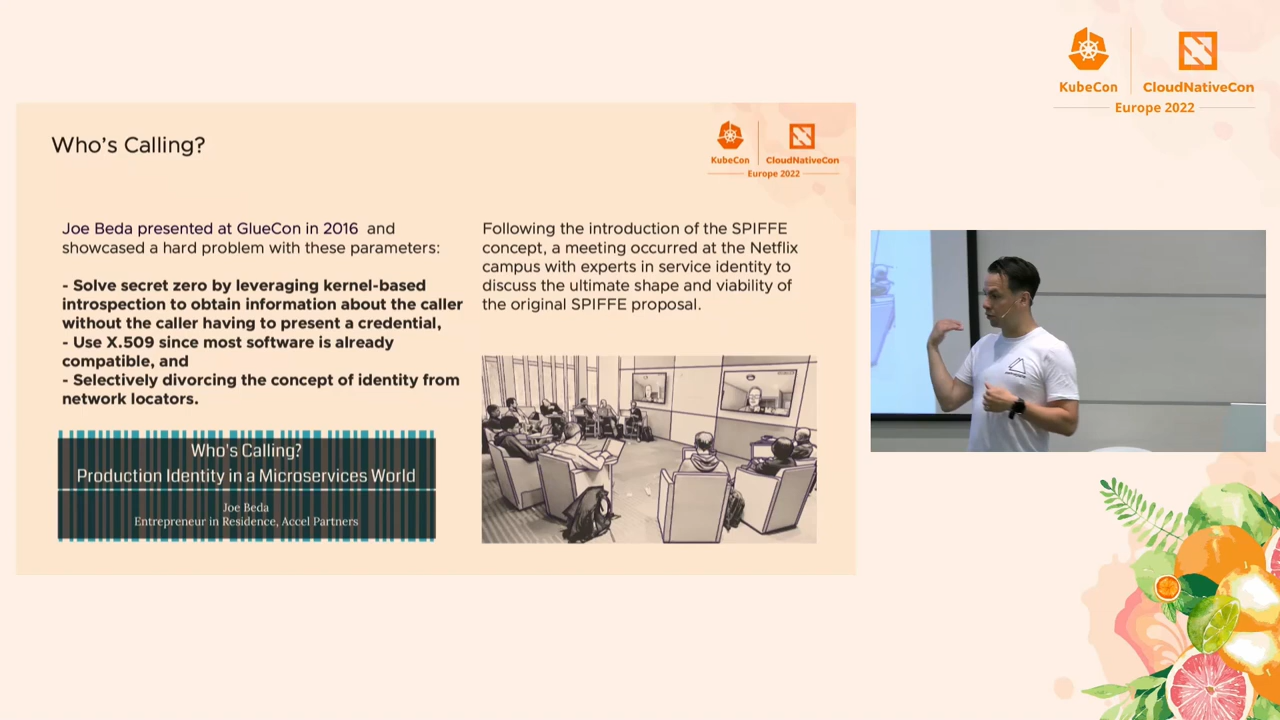 KubeCon
CloudNativeCon
Europe 2022
Who's Calling?
KubeCon
CloudNativeCon
Europe 2022
Joe Beda presented at GlueCon in 2016 and
showcased a hard problem with these parameters:
- Solve secret zero by leveraging kernel-based
introspection to obtain information about the caller
without the caller having to present a credential,
- Use X.509 since most software is already
compatible, and
- Selectively divorcing the concept of identity from
network locators.
Who's Calling?
Production Identity in a Microservices World
Joe Beda
Entrepreneur in Residence, Accel Partners
Following the introduction of the SPIFFE
concept, a meeting occurred at the Netflix
campus with experts in service identity to
discuss the ultimate shape and viability of
the original SPIFFE proposal.